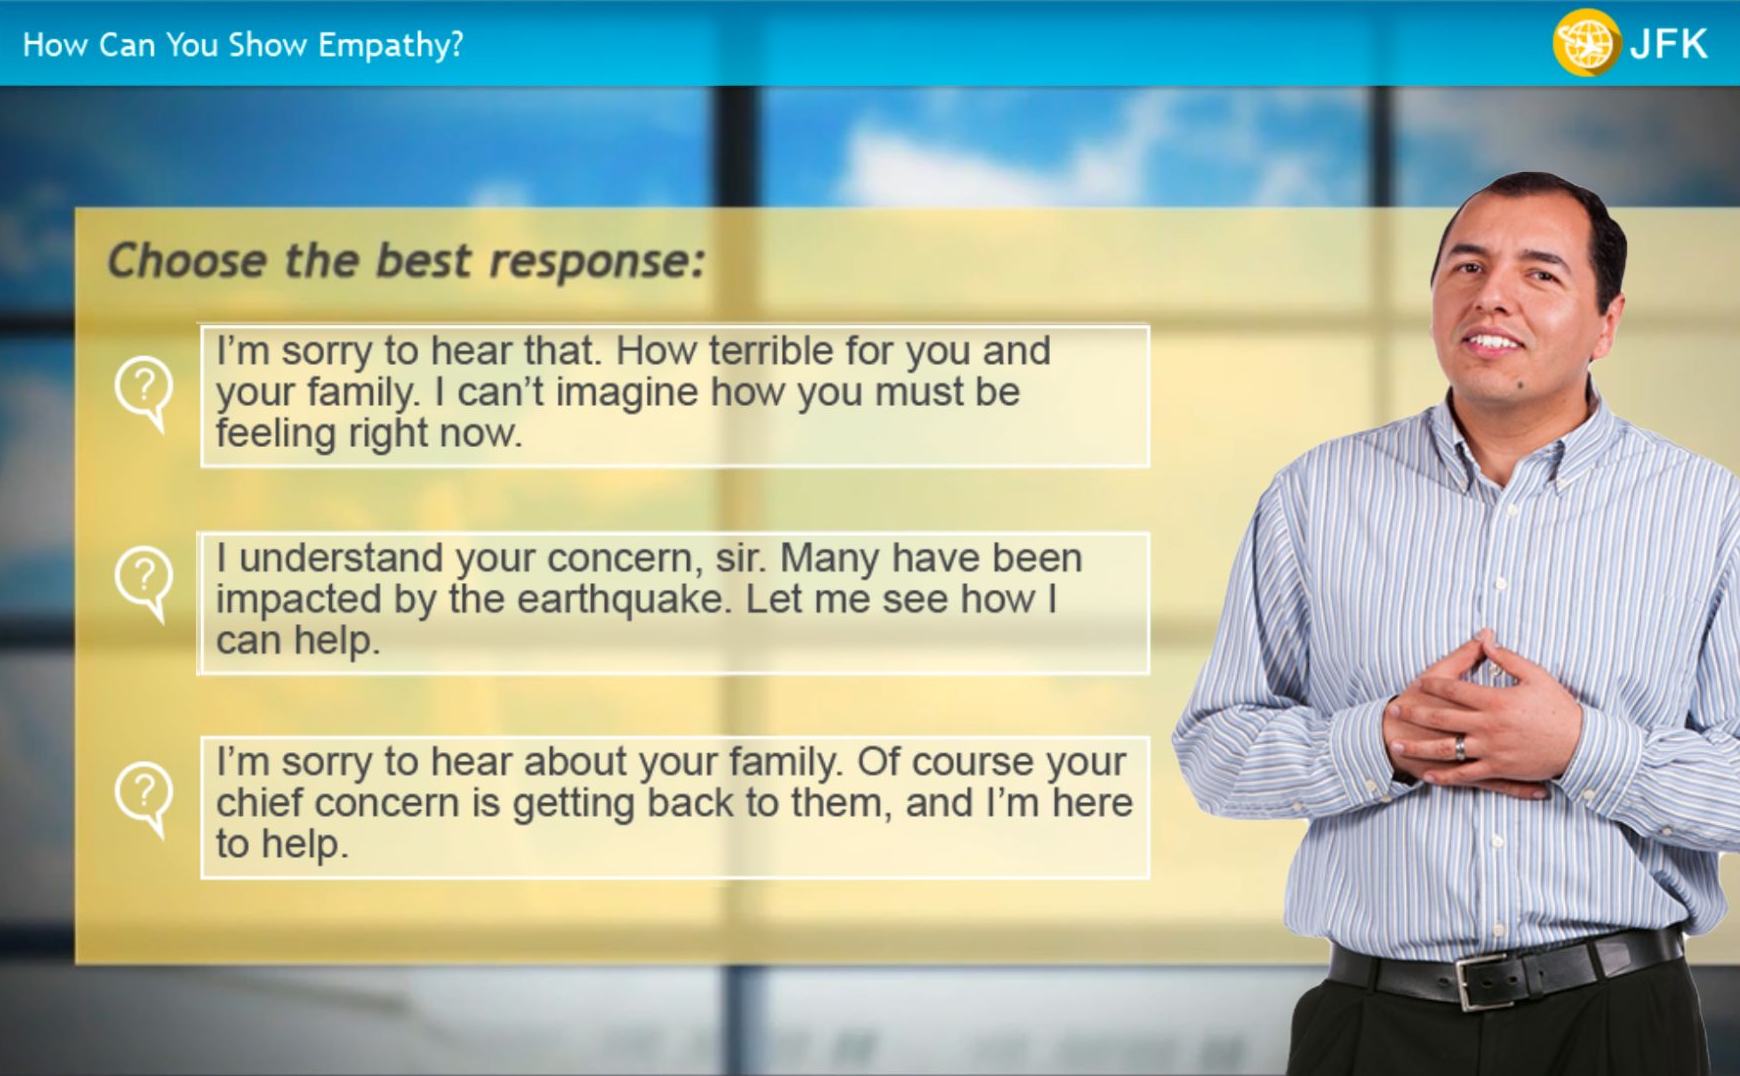 How Can You Show Empathy?
JFK
Choose the best response:
?
I’m sorry to hear that. How terrible for you and
your family. I can’t imagine how you must be
feeling right now.
?
I understand your concern, sir. Many have been
impacted by the earthquake. Let me see how I
can help.
?
I’m sorry to hear about your family. Of course your
chief concern is getting back to them, and I’m here
to help.